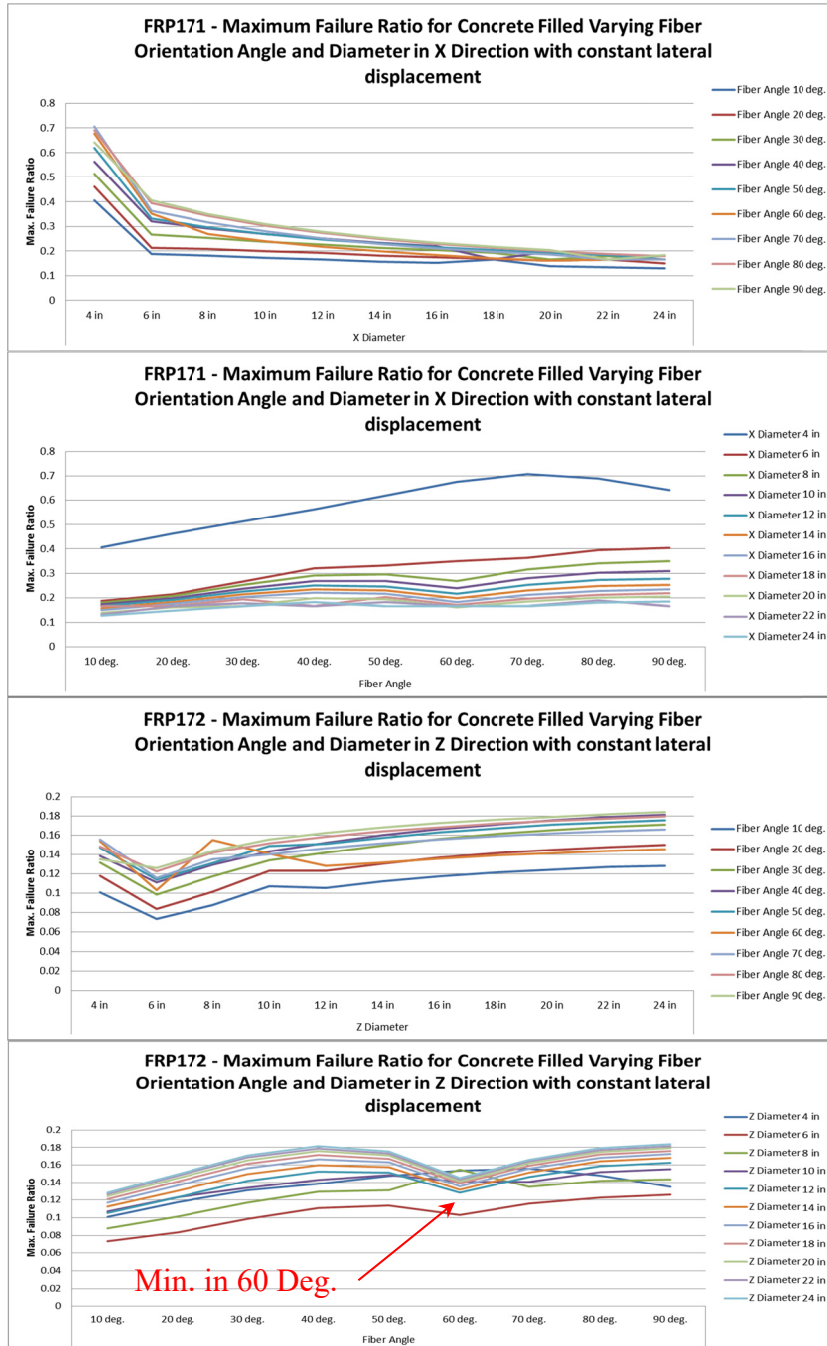 FRP171 - Maximum Failure Ratio for Concrete Filled Varying Fiber
Orientation Angle and Diameter in X Direction with constant lateral
displacement
Max. Failure Ratio
0.8
0.7
0.6
0.5
0.4
0.3
0.2
0.1
0
4 in 6 in 8 in 10 in 12 in 14 in 16 in 18 in 20 in 22 in 24 in
X Diameter
Fiber Angle 10 deg.
Fiber Angle 20 deg.
Fiber Angle 30 deg.
Fiber Angle 40 deg.
Fiber Angle 50 deg.
Fiber Angle 60 deg.
Fiber Angle 70 deg.
Fiber Angle 80 deg.
Fiber Angle 90 deg.
FRP171 - Maximum Failure Ratio for Concrete Filled Varying Fiber
Orientation Angle and Diameter in X Direction with constant lateral
displacement
Max. Failure Ratio
0.8
0.7
0.6
0.5
0.4
0.3
0.2
0.1
0
10 deg. 20 deg. 30 deg. 40 deg. 50 deg. 60 deg. 70 deg. 80 deg. 90 deg.
Fiber Angle
X Diameter 4 in
X Diameter 6 in
X Diameter 8 in
X Diameter 10 in
X Diameter 12 in
X Diameter 14 in
X Diameter 16 in
X Diameter 18 in
X Diameter 20 in
X Diameter 22 in
X Diameter 24 in
FRP172 - Maximum Failure Ratio for Concrete Filled Varying Fiber
Orientation Angle and Diameter in Z Direction with constant lateral
displacement
Max. Failure Ratio
0.2
0.18
0.16
0.14
0.12
0.1
0.08
0.06
0.04
0.02
0
4 in 6 in 8 in 10 in 12 in 14 in 16 in 18 in 20 in 22 in 24 in
Z Diameter
Fiber Angle 10 deg.
Fiber Angle 20 deg.
Fiber Angle 30 deg.
Fiber Angle 40 deg.
Fiber Angle 50 deg.
Fiber Angle 60 deg.
Fiber Angle 70 deg.
Fiber Angle 80 deg.
Fiber Angle 90 deg.
FRP172 - Maximum Failure Ratio for Concrete Filled Varying Fiber
Orientation Angle and Diameter in Z Direction with constant lateral
displacement
Max. Failure Ratio
0.2
0.18
0.16
0.14
0.12
0.1
0.08
0.06
0.04
0.02
0
Min. in 60 Deg.
10 deg. 20 deg. 30 deg. 40 deg. 50 deg. 60 deg. 70 deg. 80 deg. 90 deg.
Fiber Angle
Z Diameter 4 in
Z Diameter 6 in
Z Diameter 8 in
Z Diameter 10 in
Z Diameter 12 in
Z Diameter 14 in
Z Diameter 16 in
Z Diameter 18 in
Z Diameter 20 in
Z Diameter 22 in
Z Diameter 24 in